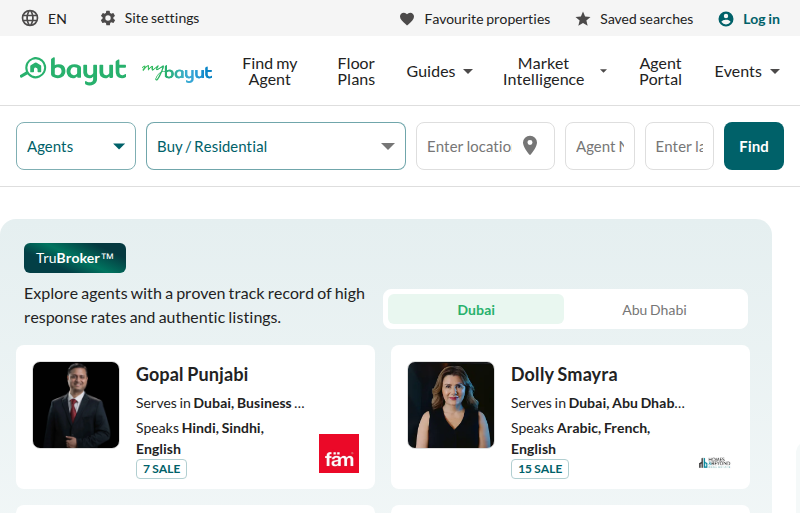 EN
Site settings
Favourite properties
Saved searches
Log in
bayut
my bayut
Find my
Agent
Floor
Plans
Guides
Market
Intelligence
Agent
Portal
Events
Agents
Buy / Residential
Enter locatio
Agent N
Enter la
Find
TruBroker™
Explore agents with a proven track record of high
response rates and authentic listings.
Dubai
Abu Dhabi
Gopal Punjabi
Serves in Dubai, Business ...
Speaks Hindi, Sindhi,
English
7 SALE
fäm
Dolly Smayra
Serves in Dubai, Abu Dhab...
Speaks Arabic, French,
English
15 SALE